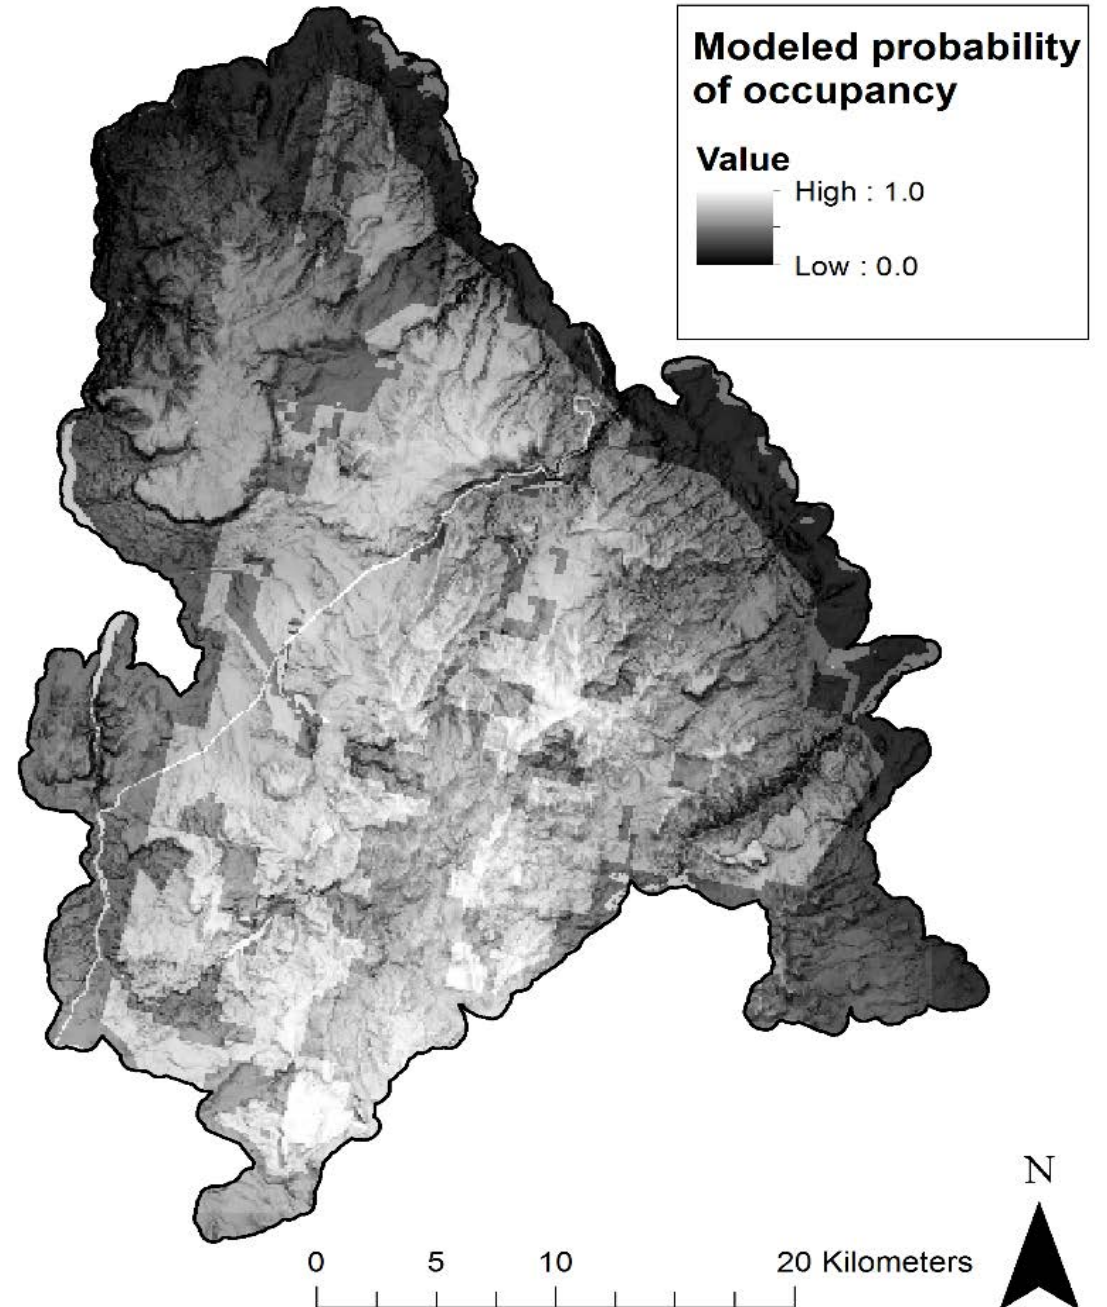 Modeled probability
of occupancy
Value
High : 1.0
Low : 0.0
N
0 5 10 20 Kilometers